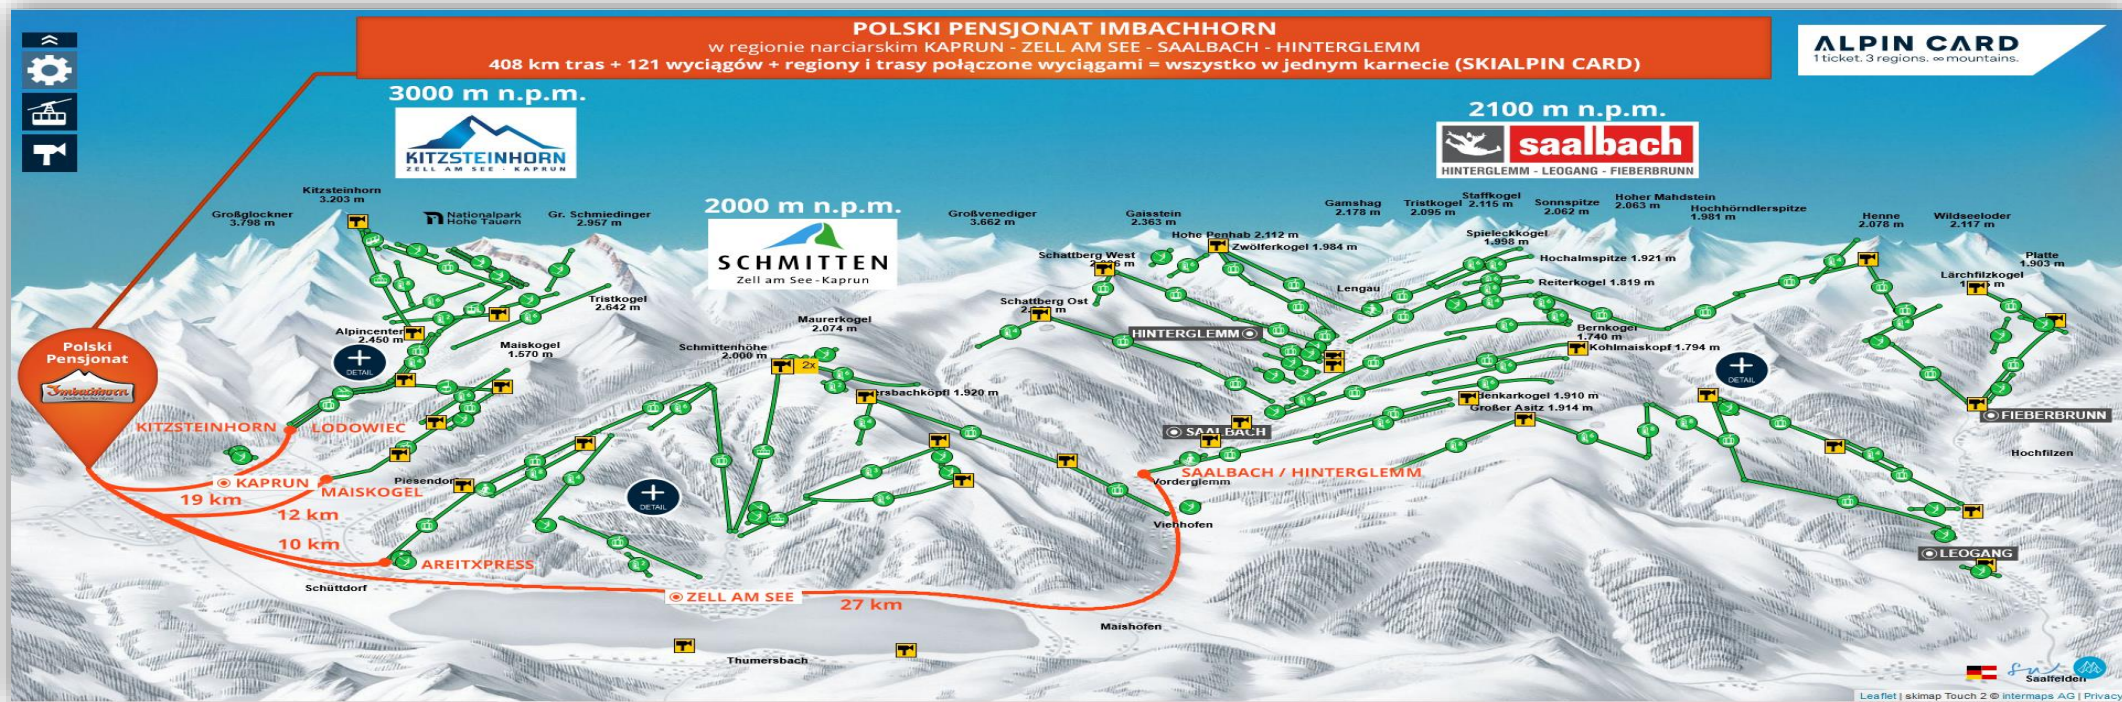 POLSKI PENSJONAT IMBACHHORN
w regionie narciarskim KAPRUN - ZELL AM SEE - SAALBACH - HINTERGLEMM
408 km tras + 121 wyciągów + regiony i trasy połączone wyciągami = wszystko w jednym karnecie (SKIALPIN CARD)
ALPIN CARD
1 ticket. 3 regions. ∞ mountains.
3000 m n.p.m.
KITZSTEINHORN
ZELL AM SEE · KAPRUN
2100 m n.p.m.
saalbach
HINTERGLEMM - LEOGANG - FIEBERBRUNN
2000 m n.p.m.
SCHMITTEN
Zell am See - Kaprun
Kitzsteinhorn
3.203 m
Großglockner
3.798 m
Nationalpark
Hohe Tauern
Gr. Schmiedinger
2.957 m
Großvenediger
3.662 m
Gaisstein
2.363 m
Gamshag
2.178 m
Tristkogel
2.095 m
Staffkogel
2.115 m
Sonnspitze
2.062 m
Hoher Mahdstein
2.063 m
Hochhörndlerspitze
1.981 m
Henne
2.078 m
Wildseeloder
2.117 m
Hohe Penhab 2.112 m
Zwölferkogel 1.984 m
Spieleckkogel
1.998 m
Hochalmspitze 1.921 m
Platte
1.903 m
Schattberg West
Lärchfilzkogel
Reiterkogel 1.819 m
Lengau
Tristkogel
2.642 m
Schattberg Ost
Maurerkogel
2.074 m
Alpincenter
2.450 m
Maiskogel
1.570 m
Schmittenhöhe
2.000 m
2x
HINTERGLEMM
Bernkogel
1.740 m
Kohlmaiskopf 1.794 m
Polski
Pensjonat
Imbachhorn
DETAIL
DETAIL
ersbachköpfl 1.920 m
denkarkogel 1.910 m
Großer Asitz 1.914 m
FIEBERBRUNN
KITZSTEINHORN
LODOWIEC
SAALBACH
Hochfilzen
SAALBACH / HINTERGLEMM
Vorderglemm
KAPRUN
19 km
MAISKOGEL
Piesendorf
DETAIL
12 km
Viehhofen
10 km
AREITXPRESS
LEOGANG
Schüttdorf
ZELL AM SEE
27 km
Maishofen
Thumersbach
Saalfelden
Leaflet | skimap Touch 2 © intermaps AG | Privacy